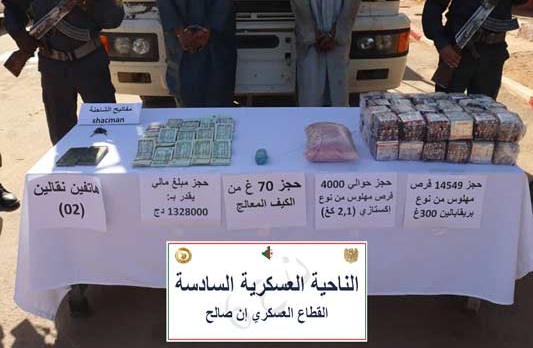 مفاتيح الشاحنة
shacman
هاتفين نقالين
(02)
حجز مبلغ مالي
يقدر بـ:
1328000 دج
حجز 70 غ من
الكيف المعالج
حجز حوالي 4000
قرص مهلوس من نوع
إكستازي (2,1 كغ)
حجز 14549 قرص
مهلوس من نوع
بريقابالين 300غ
الناحية العسكرية السادسة
القطاع العسكري إن صالح